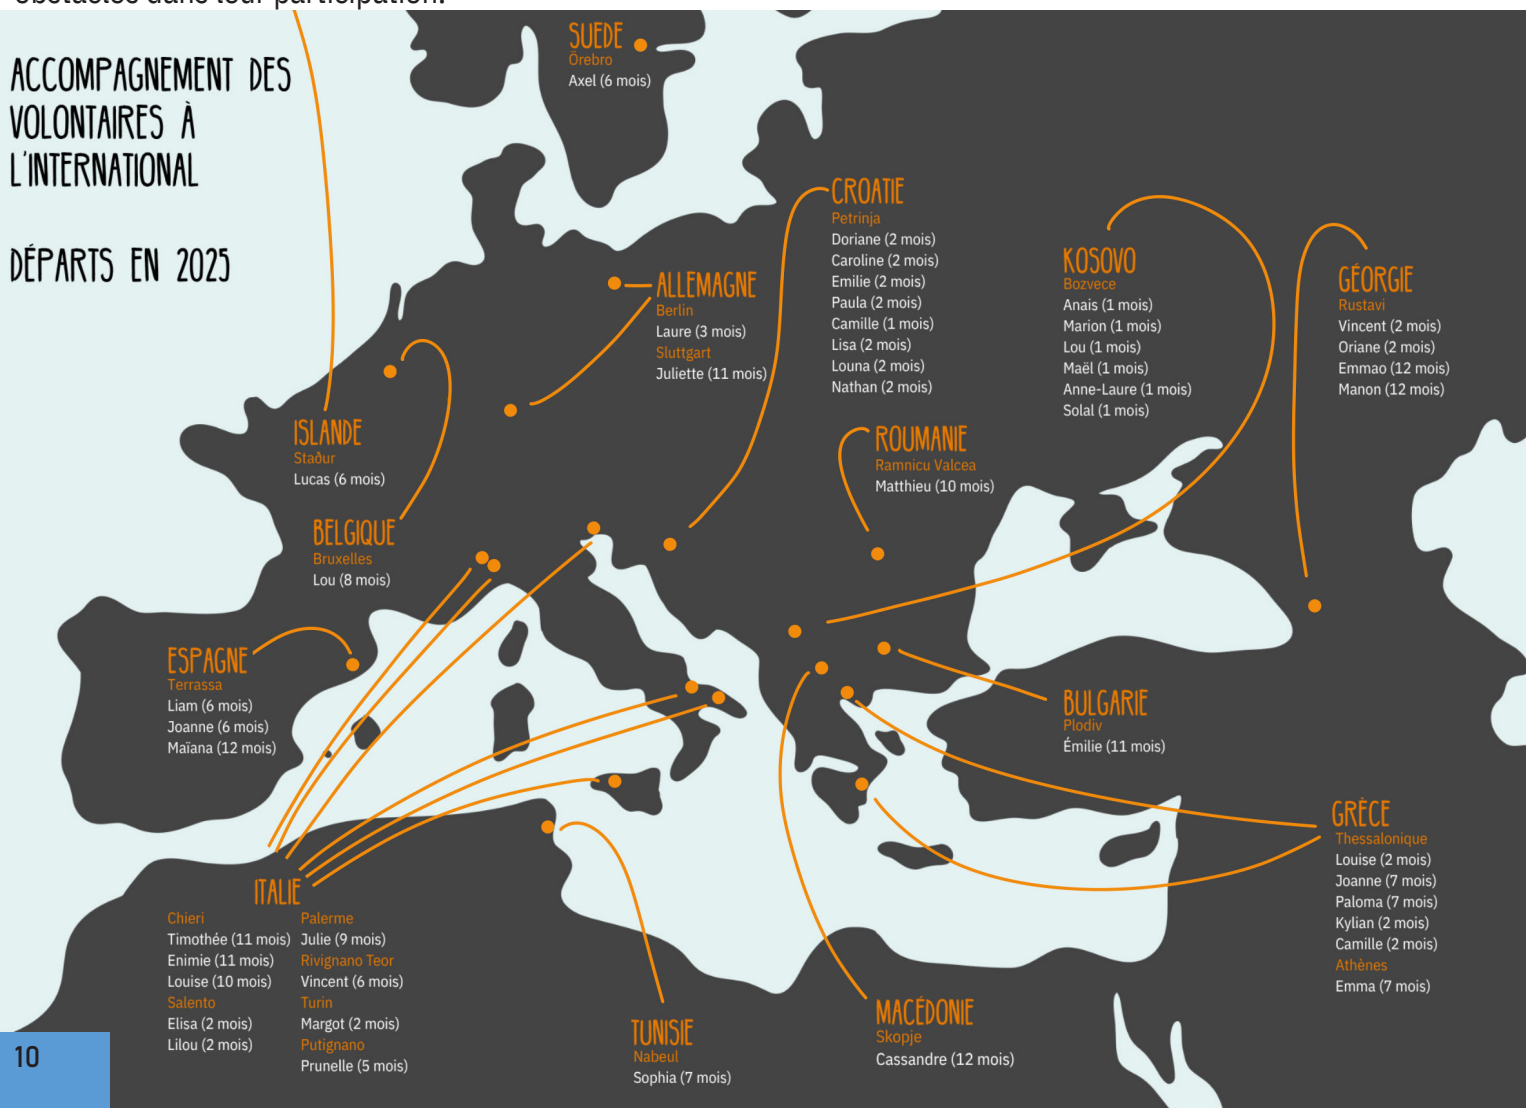 obstacles dans leur participation.
ACCOMPAGNEMENT DES
VOLONTAIRES À
L'INTERNATIONAL
DÉPARTS EN 2025
SUEDE
Örebro
Axel (6 mois)
ALLEMAGNE
Berlin
Laure (3 mois)
Sluttgart
Juliette (11 mois)
CROATIE
Petrinja
Doriane (2 mois)
Caroline (2 mois)
Emilie (2 mois)
Paula (2 mois)
Camille (1 mois)
Lisa (2 mois)
Louna (2 mois)
Nathan (2 mois)
KOSOVO
Bozvece
Anais (1 mois)
Marion (1 mois)
Lou (1 mois)
Maël (1 mois)
Anne-Laure (1 mois)
Solal (1 mois)
GÉORGIE
Rustavi
Vincent (2 mois)
Oriane (2 mois)
Emmao (12 mois)
Manon (12 mois)
ISLANDE
Staður
Lucas (6 mois)
ROUMANIE
Ramnicu Valcea
Matthieu (10 mois)
BELGIQUE
Bruxelles
Lou (8 mois)
ESPAGNE
Terrassa
Liam (6 mois)
Joanne (6 mois)
Maïana (12 mois)
BULGARIE
Plodiv
Émilie (11 mois)
GRÈCE
Thessalonique
Louise (2 mois)
Joanne (7 mois)
Paloma (7 mois)
Kylian (2 mois)
Camille (2 mois)
Athènes
Emma (7 mois)
ITALIE
Chieri
Timothée (11 mois)
Enimie (11 mois)
Louise (10 mois)
Salento
Elisa (2 mois)
Lilou (2 mois)
Palerme
Julie (9 mois)
Rivignano Teor
Vincent (6 mois)
Turin
Margot (2 mois)
Putignano
Prunelle (5 mois)
TUNISIE
Nabeul
Sophia (7 mois)
MACÉDONIE
Skopje
Cassandre (12 mois)
10